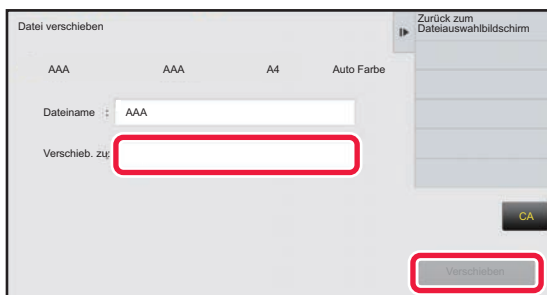 Datei verschieben
Zurück zum
Dateiauswahlbildschirm
AAA AAA A4 Auto Farbe
Dateiname : AAA
Verschieb. zu:
CA
Verschieben